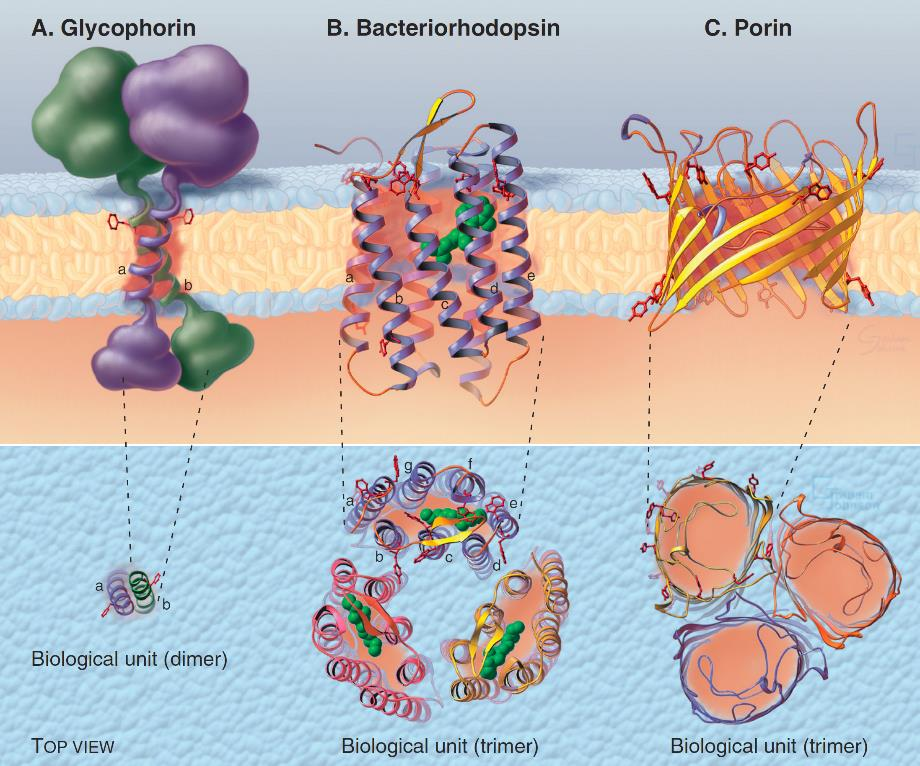 A. Glycophorin
B. Bacteriorhodopsin
C. Porin
a
b
a
b
c
d
e
a
g
f
e
b
c
d
a
b
Biological unit (dimer)
TOP VIEW
Biological unit (trimer)
Biological unit (trimer)